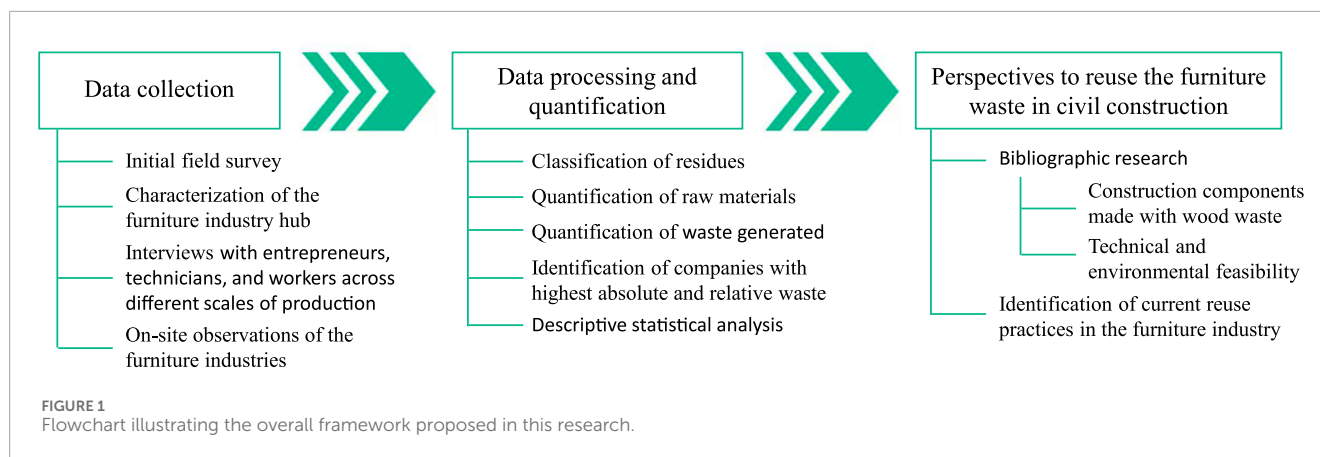 Data collection
Initial field survey
Characterization of the
furniture industry hub
Interviews with entrepreneurs,
technicians, and workers across
different scales of production
On-site observations of the
furniture industries
Data processing and
quantification
Classification of residues
Quantification of raw materials
Quantification of waste generated
Identification of companies with
highest absolute and relative waste
Descriptive statistical analysis
Perspectives to reuse the furniture
waste in civil construction
Bibliographic research
Construction components
made with wood waste
Technical and
environmental feasibility
Identification of current reuse
practices in the furniture industry
FIGURE 1
Flowchart illustrating the overall framework proposed in this research.